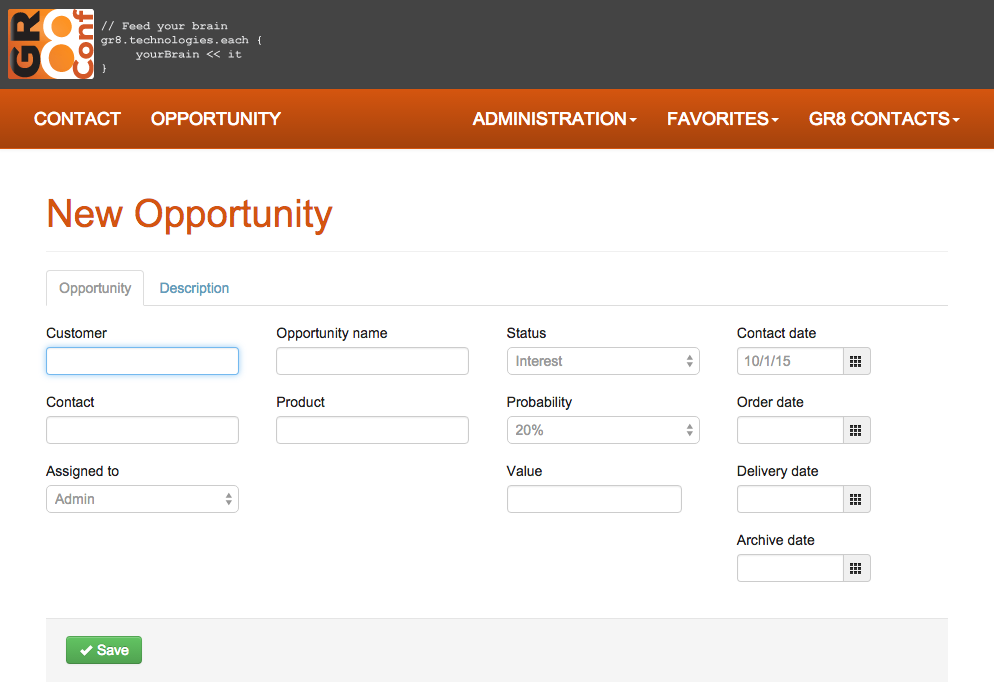 GR8Conf
// Feed your brain
gr8.technologies.each {
yourBrain << it
}
CONTACT OPPORTUNITY ADMINISTRATION FAVORITES GR8 CONTACTS
New Opportunity
Opportunity Description
Customer Opportunity name Status Contact date
Interest 10/1/15
Contact Product Probability Order date
20%
Assigned to Value Delivery date
Admin
Archive date
Save